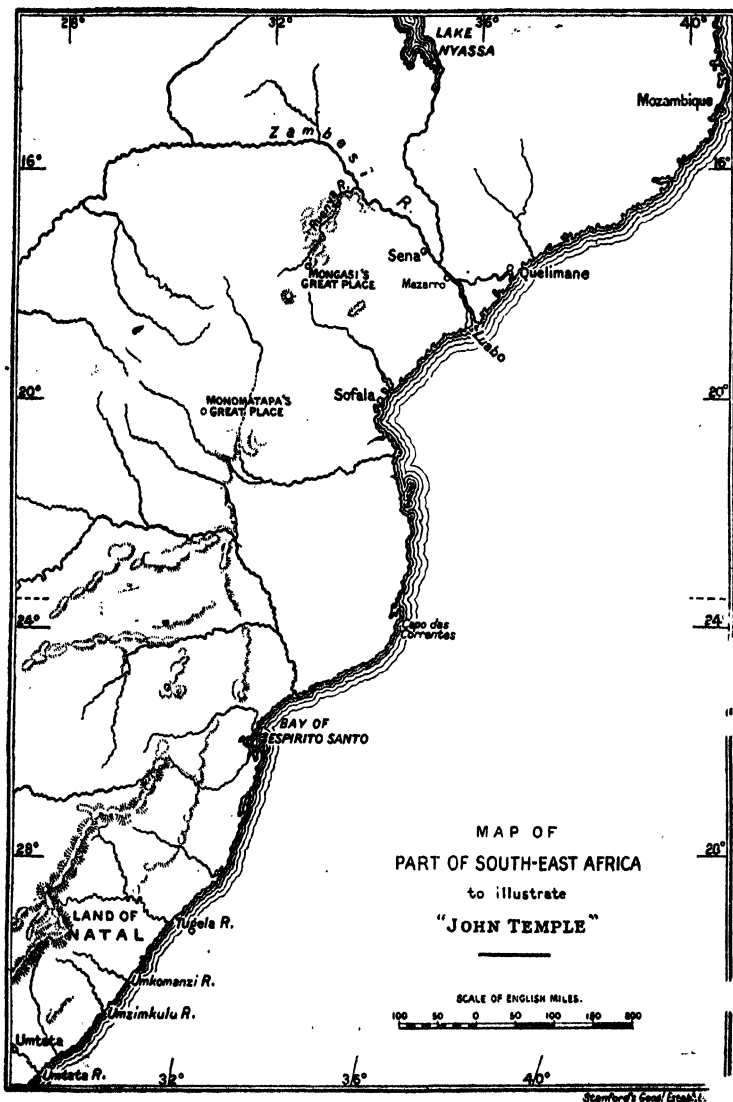 28° 32° 36° 40°
LAKE
NYASSA
Mozambique
Zambesi R.
16° 16°
Sena
Quelimane
Mazarro
MONGASI'S
GREAT PLACE
Luabo
MONOMATAPA'S
GREAT PLACE
Sofala
20° 20°
24° 24°
Capo das
Correntes
BAY OF
ESPIRITO SANTO
MAP OF
PART OF SOUTH-EAST AFRICA
to illustrate
"JOHN TEMPLE"
28°
LAND OF
NATAL
Tugela R.
Umkomanzi R.
Umzimkulu R.
SCALE OF ENGLISH MILES.
100 50 0 50 100 150 200
Umtata
Umtata R.
32° 36° 40°
Stanford's Geog! Estabt.